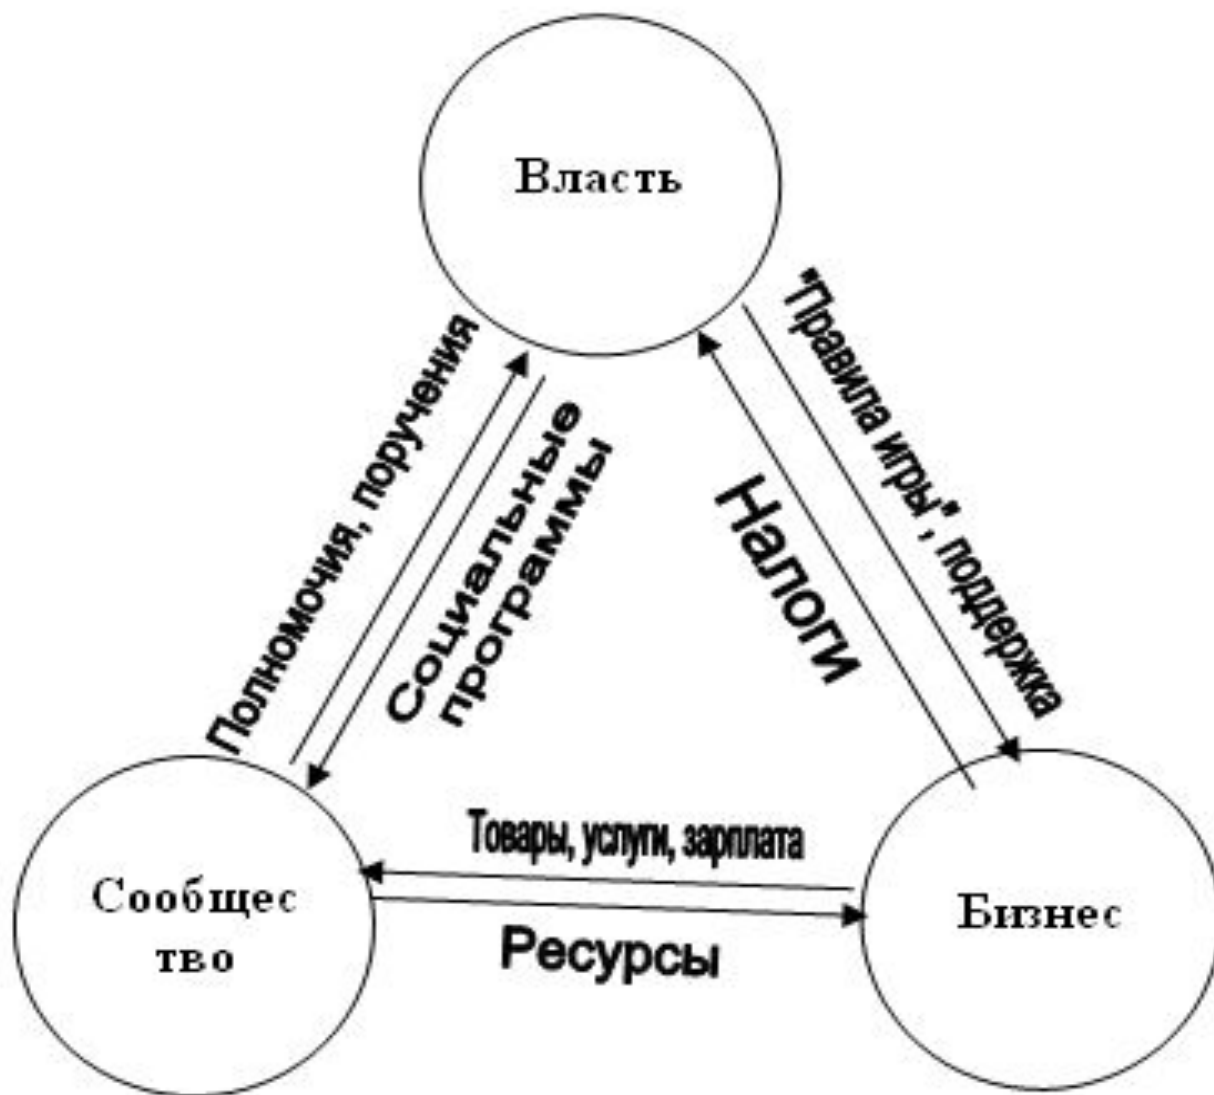 Власть
"Правила игры", поддержка
Полномочия, поручения
Социальные
программы
Налоги
Товары, услуги, зарплата
Сообщес
тво
Бизнес
Ресурсы